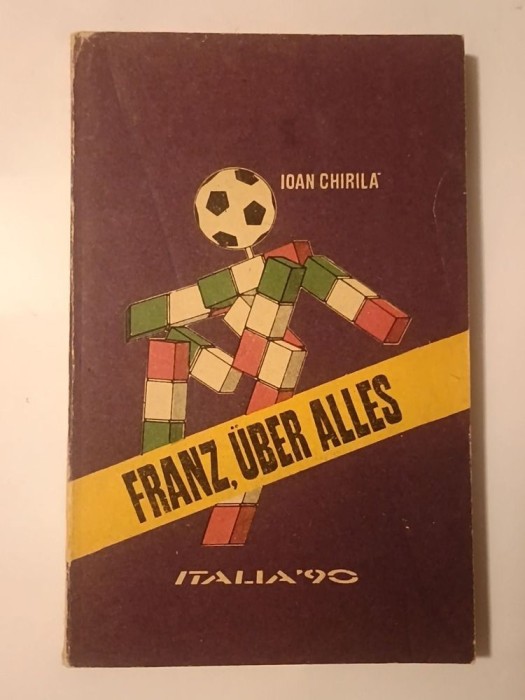 IOAN CHIRILĂ
FRANZ, ÜBER ALLES
ITALIA'90